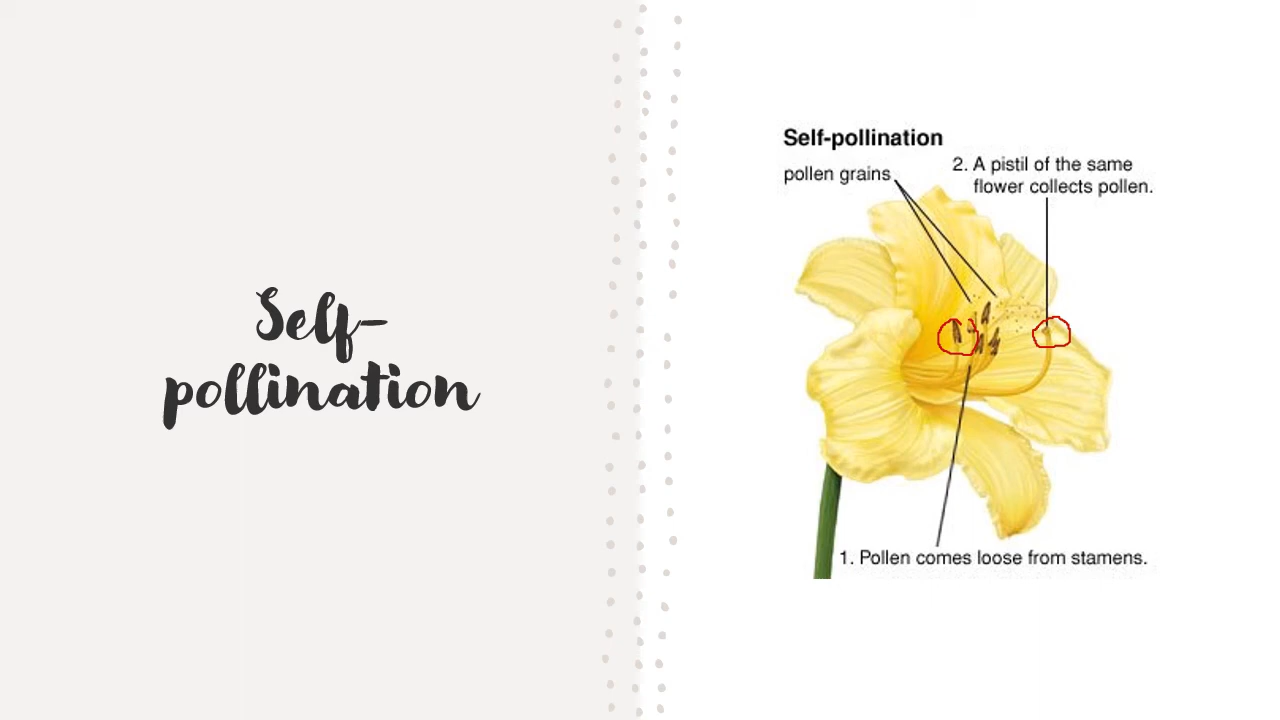 Self-
pollination
Self-pollination
pollen grains
2. A pistil of the same
flower collects pollen.
1. Pollen comes loose from stamens.